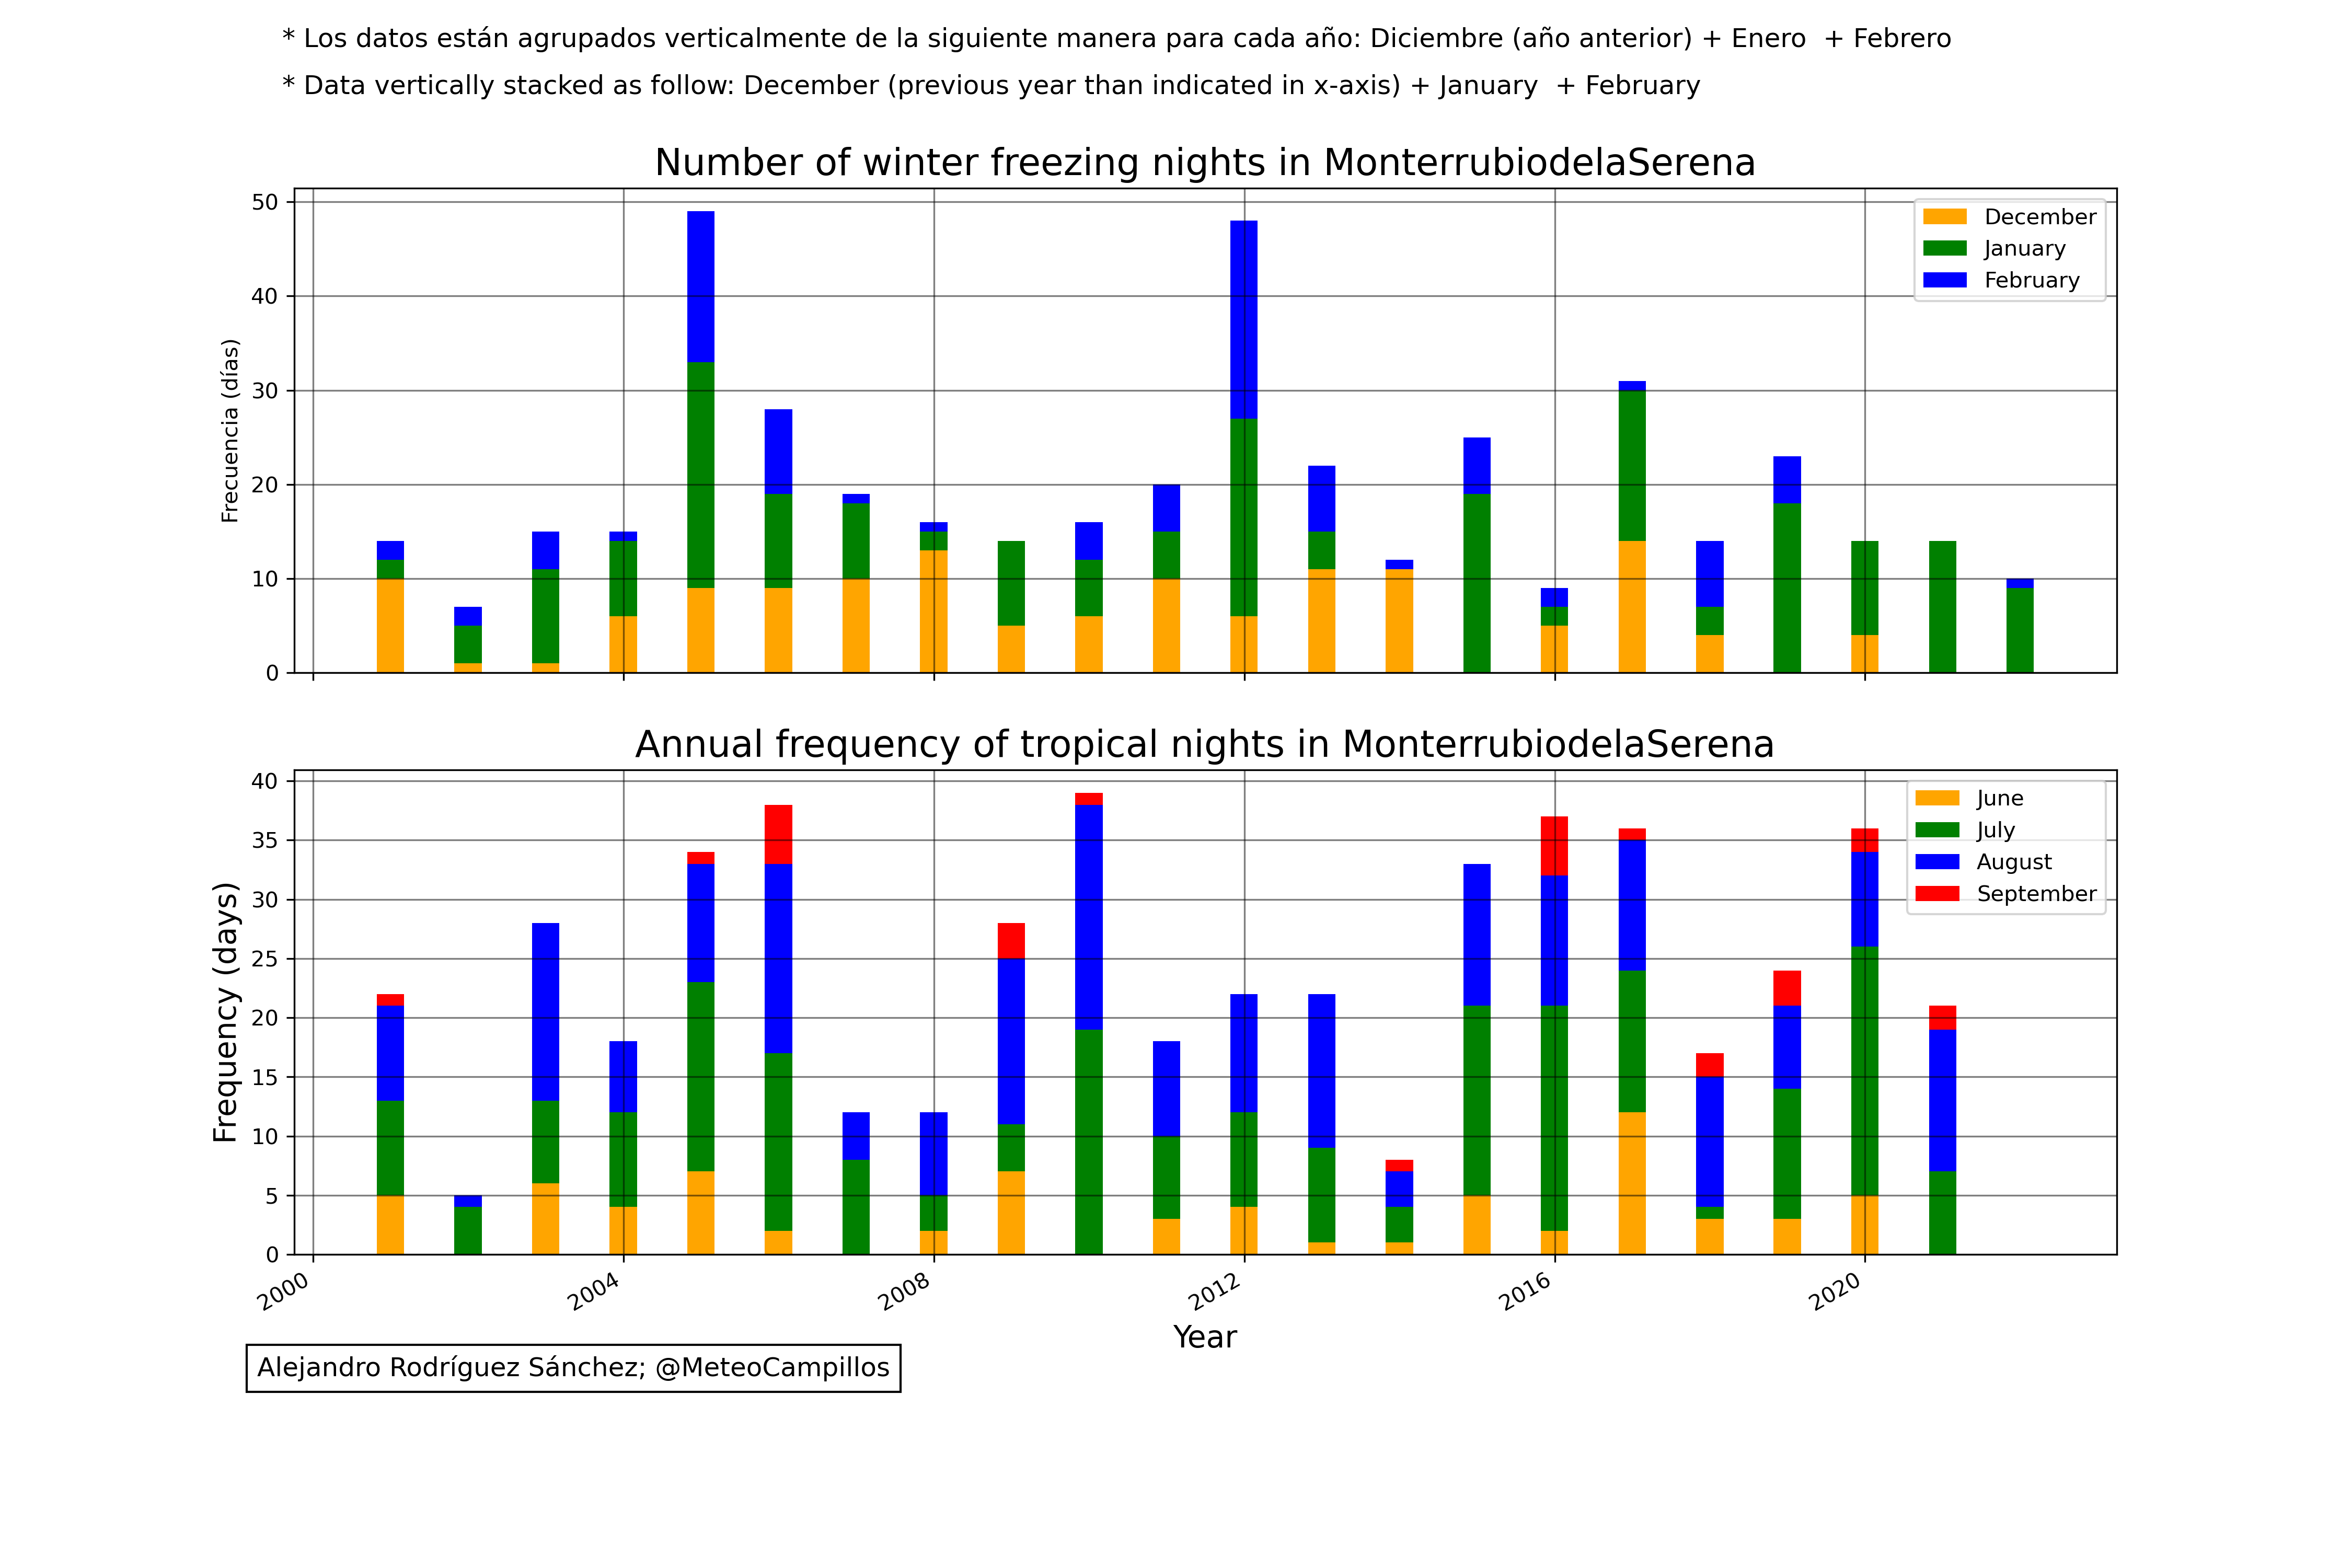 * Los datos están agrupados verticalmente de la siguiente manera para cada año: Diciembre (año anterior) + Enero  + Febrero
* Data vertically stacked as follow: December (previous year than indicated in x-axis) + January  + February
Number of winter freezing nights in MonterrubiodelaSerena
Frecuencia (días)
50
40
30
20
10
0
December
January
February
Annual frequency of tropical nights in MonterrubiodelaSerena
Frequency (days)
40
35
30
25
20
15
10
5
0
June
July
August
September
2000
2004
2008
2012
2016
2020
Year
Alejandro Rodríguez Sánchez; @MeteoCampillos